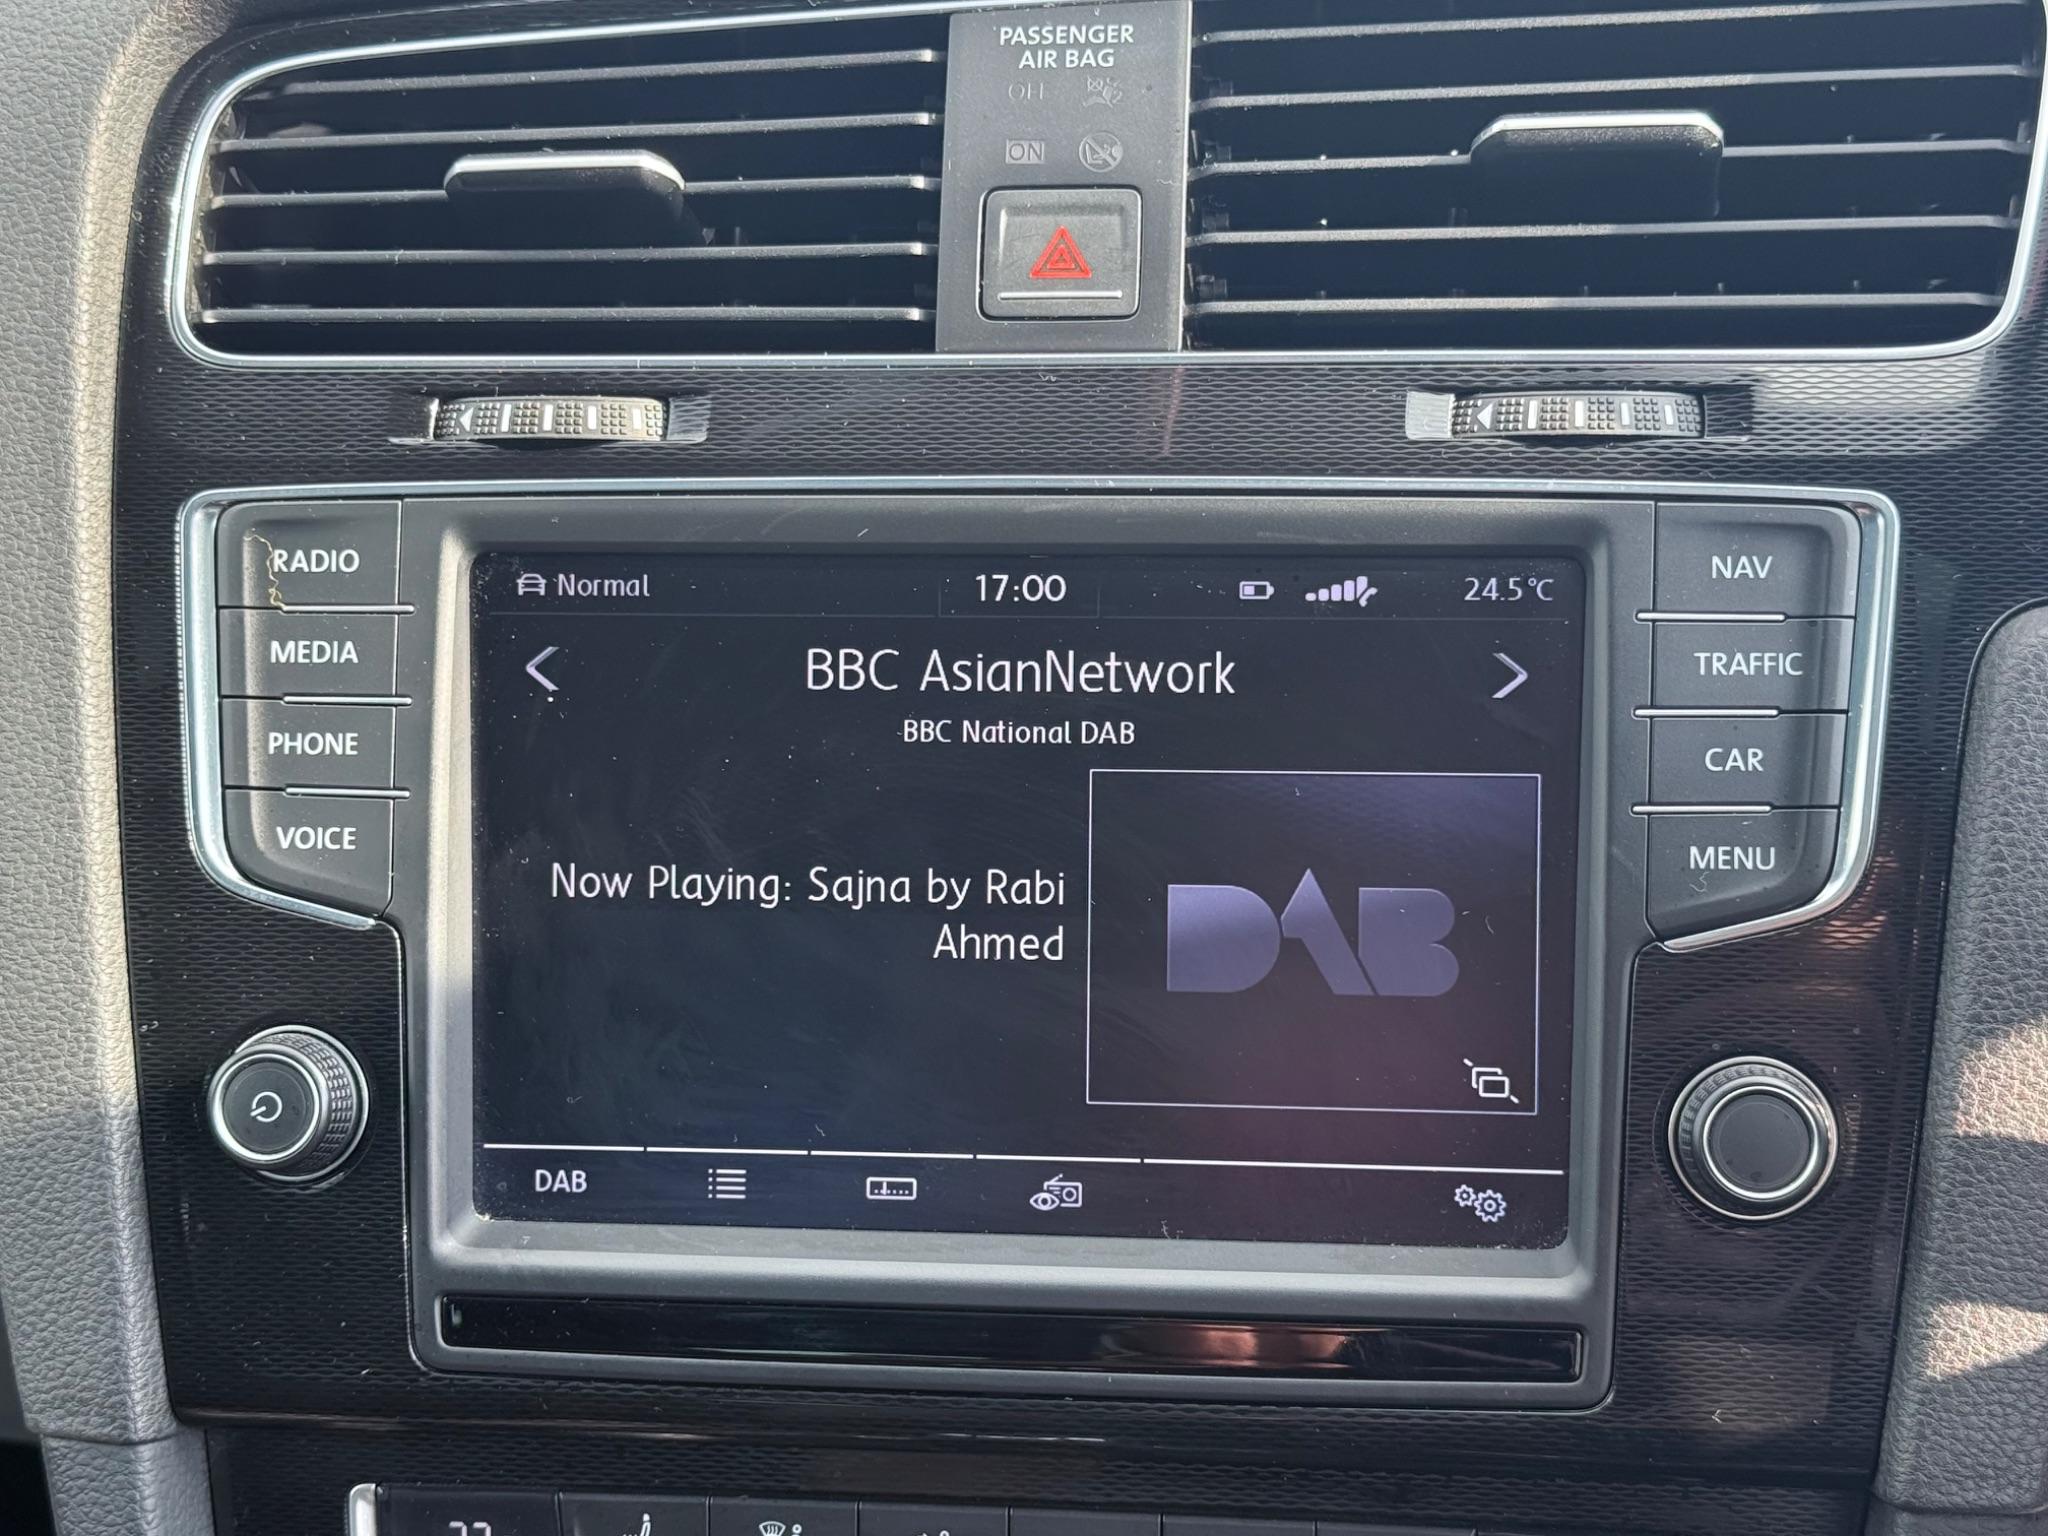 PASSENGER
AIR BAG
OFF
ON
RADIO
MEDIA
PHONE
VOICE
NAV
TRAFFIC
CAR
MENU
Normal
17:00
24.5°C
BBC AsianNetwork
BBC National DAB
Now Playing: Sajna by Rabi
Ahmed
DAB
DAB